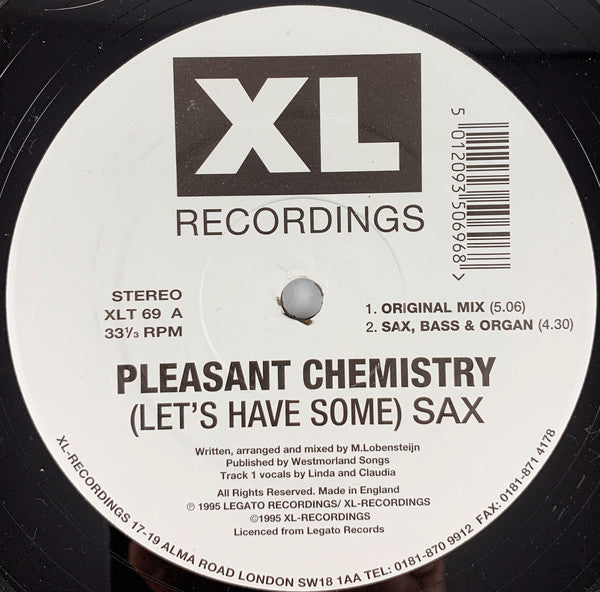 XL
RECORDINGS
5 012093 506968 >
STEREO
XLT 69 A
33⅓ RPM
1. ORIGINAL MIX (5.06)
2. SAX, BASS & ORGAN (4.30)
PLEASANT CHEMISTRY
(LET'S HAVE SOME) SAX
Written, arranged and mixed by M.Lobensteijn
Published by Westmorland Songs
Track 1 vocals by Linda and Claudia
All Rights Reserved. Made in England
℗ 1995 LEGATO RECORDINGS/ XL-RECORDINGS
©1995 XL-RECORDINGS
Licenced from Legato Records
XL-RECORDINGS 17-19 ALMA ROAD LONDON SW18 1AA TEL: 0181-870 9912 FAX: 0181-871 4178